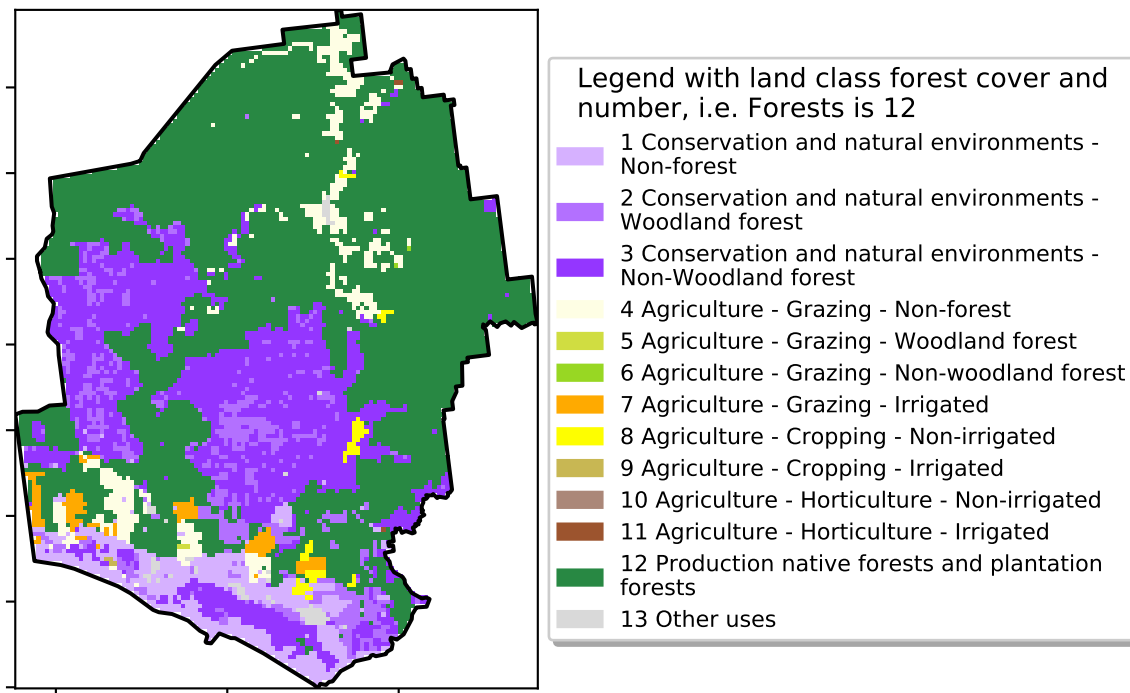 Legend with land class forest cover and
number, i.e. Forests is 12
1 Conservation and natural environments -
Non-forest
2 Conservation and natural environments -
Woodland forest
3 Conservation and natural environments -
Non-Woodland forest
4 Agriculture - Grazing - Non-forest
5 Agriculture - Grazing - Woodland forest
6 Agriculture - Grazing - Non-woodland forest
7 Agriculture - Grazing - Irrigated
8 Agriculture - Cropping - Non-irrigated
9 Agriculture - Cropping - Irrigated
10 Agriculture - Horticulture - Non-irrigated
11 Agriculture - Horticulture - Irrigated
12 Production native forests and plantation
forests
13 Other uses